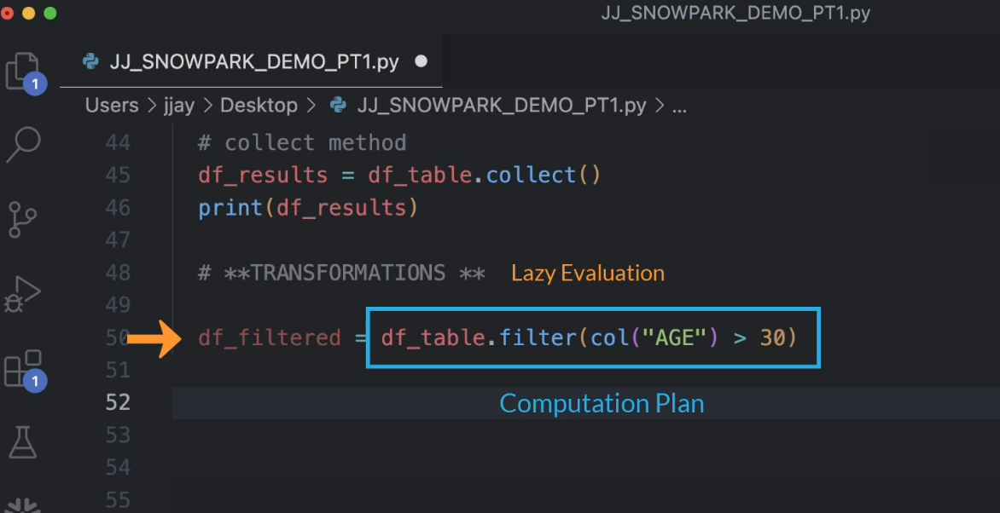 JJ_SNOWPARK_DEMO_PT1.py
JJ_SNOWPARK_DEMO_PT1.py
1
Users > jjay > Desktop > JJ_SNOWPARK_DEMO_PT1.py > ...
44 # collect method
45 df_results = df_table.collect()
46 print(df_results)
47
48 # **TRANSFORMATIONS ** Lazy Evaluation
49
50 df_filtered = df_table.filter(col("AGE") > 30)
51
1
52 Computation Plan
53
54
55